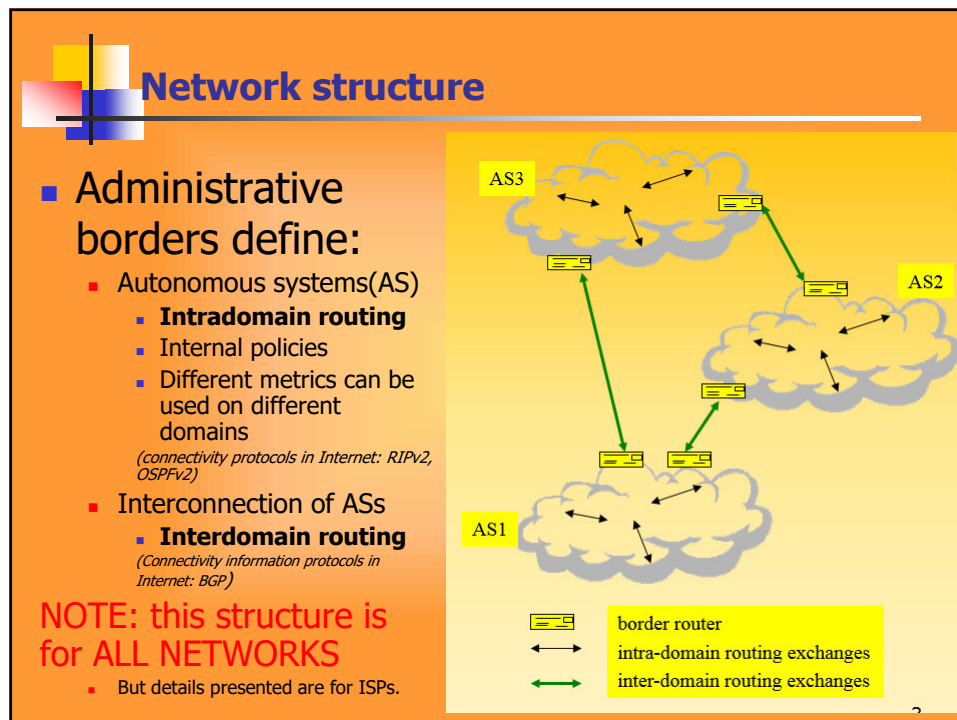 Network structure
Administrative
borders define:
Autonomous systems(AS)
Intradomain routing
Internal policies
Different metrics can be
used on different
domains
(connectivity protocols in Internet: RIPv2,
OSPFv2)
Interconnection of ASs
Interdomain routing
(Connectivity information protocols in
Internet: BGP)
NOTE: this structure is
for ALL NETWORKS
But details presented are for ISPs.
AS3
AS2
AS1
border router
intra-domain routing exchanges
inter-domain routing exchanges